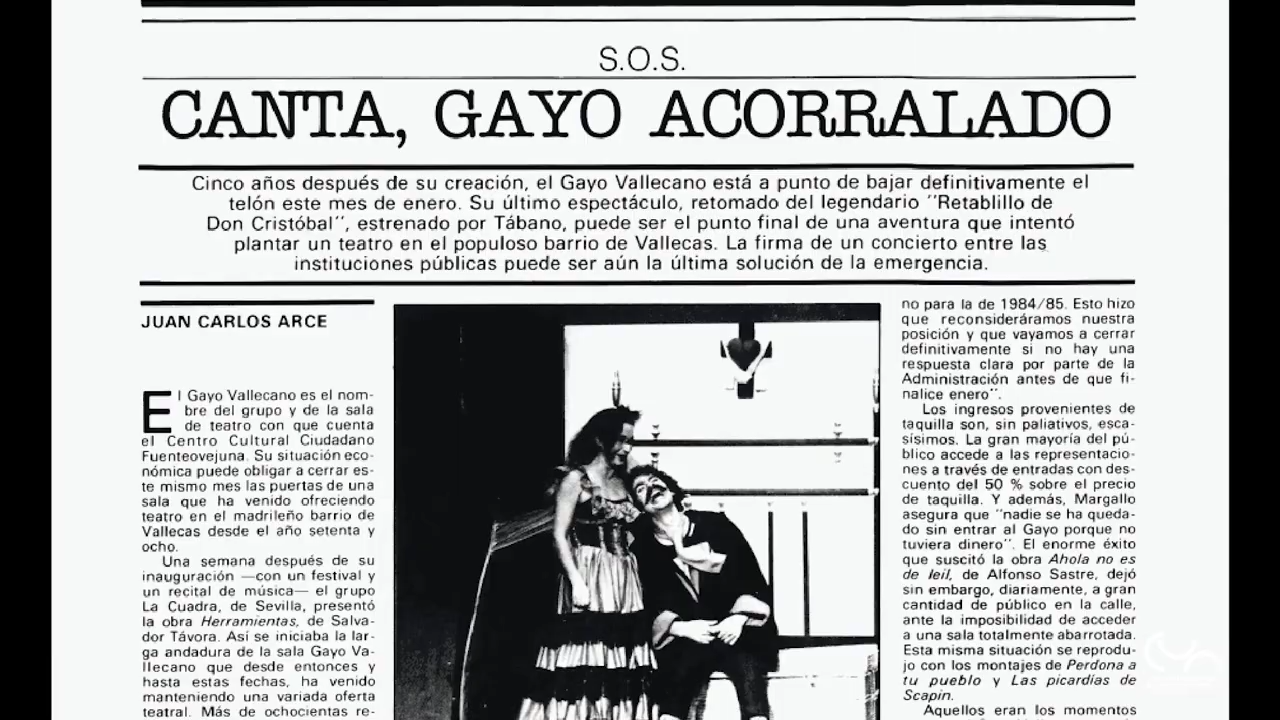 S.O.S.
CANTA, GAYO ACORRALADO
Cinco años después de su creación, el Gayo Vallecano está a punto de bajar definitivamente el
telón este mes de enero. Su último espectáculo, retomado del legendario "Retablillo de
Don Cristóbal", estrenado por Tábano, puede ser el punto final de una aventura que intentó
plantar un teatro en el populoso barrio de Vallecas. La firma de un concierto entre las
instituciones públicas puede ser aún la última solución de la emergencia.
JUAN CARLOS ARCE
El Gayo Vallecano es el nom-
bre del grupo y de la sala
de teatro con que cuenta
el Centro Cultural Ciudadano
Fuenteovejuna. Su situación eco-
nómica puede obligar a cerrar es-
te mismo mes las puertas de una
sala que ha venido ofreciendo
teatro en el madrileño barrio de
Vallecas desde el año setenta y
ocho.
Una semana después de su
inauguración —con un festival y
un recital de música— el grupo
La Cuadra, de Sevilla, presentó
la obra Herramientas, de Salva-
dor Távora. Así se iniciaba la lar-
ga andadura de la sala Gayo Va-
llecano que desde entonces y
hasta estas fechas, ha venido
manteniendo una variada oferta
teatral. Más de ochocientas re-
no para la de 1984/85. Esto hizo
que reconsideráramos nuestra
posición y que vayamos a cerrar
definitivamente si no hay una
respuesta clara por parte de la
Administración antes de que fi-
nalice enero".
Los ingresos provenientes de
taquilla son, sin paliativos, esca-
sísimos. La gran mayoría del pú-
blico accede a las representacio-
nes a través de entradas con des-
cuento del 50 % sobre el precio
de taquilla. Y además, Margallo
asegura que "nadie se ha queda-
do sin entrar al Gayo porque no
tuviera dinero". El enorme éxito
que suscitó la obra Ahola no es
de leil, de Alfonso Sastre, dejó
sin embargo, diariamente, a gran
cantidad de público en la calle,
ante la imposibilidad de acceder
a una sala totalmente abarrotada.
Esta misma situación se reprodu-
jo con los montajes de Perdona a
tu pueblo y Las picardías de
Scapin.
Aquellos eran los momentos